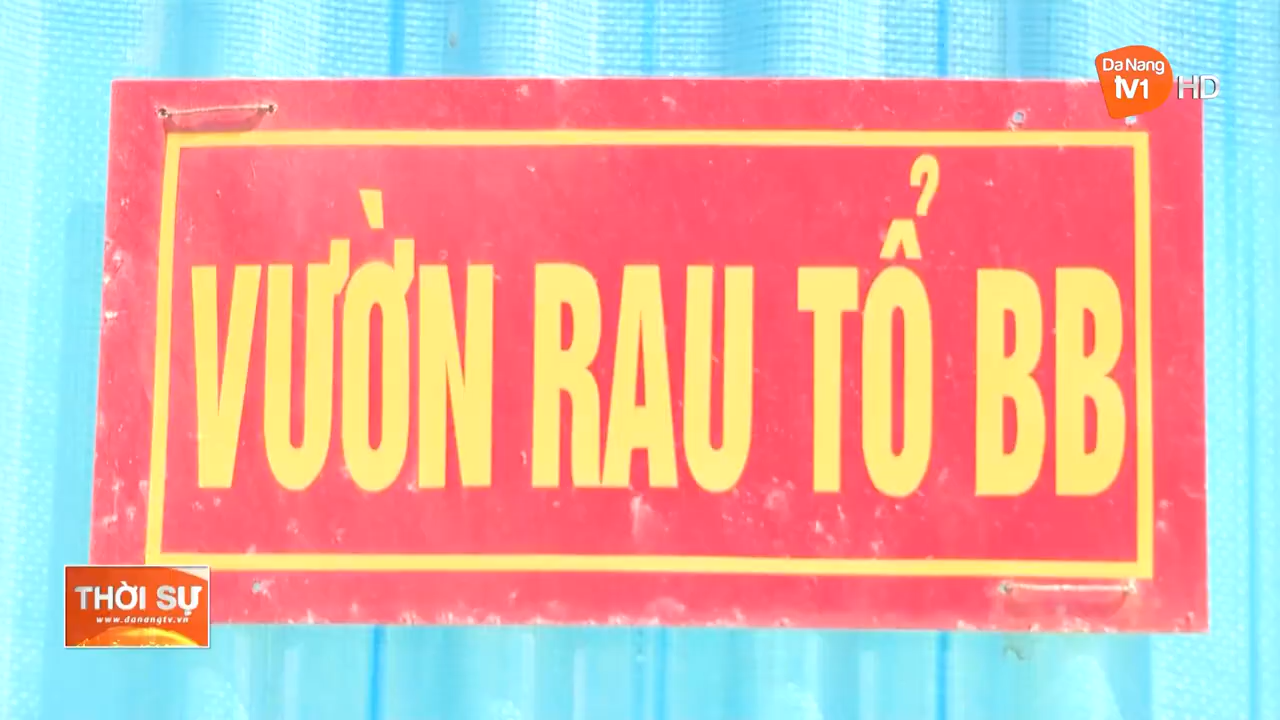 Da Nang
tv1 HD
VƯỜN RAU TỔ BB
THỜI SỰ
www.danangtv.vn